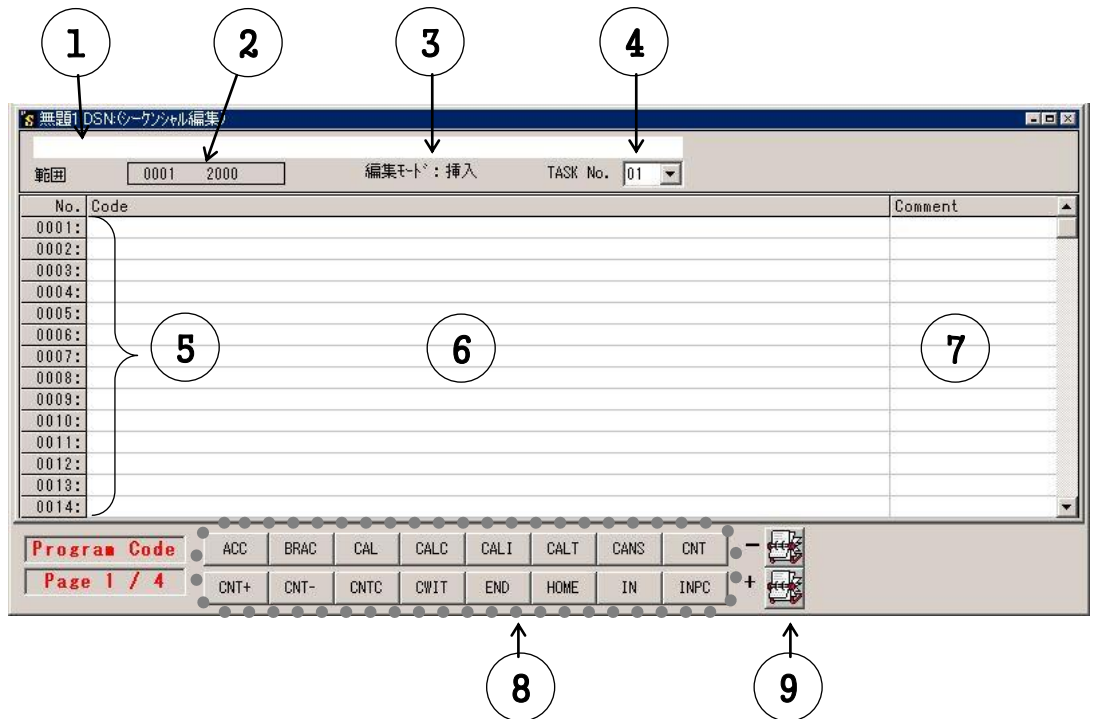 1 2 3 4
無題1 DSN:(シーケンシャル編集)
範囲 0001 2000 編集ﾓｰﾄﾞ：挿入 TASK No. 01
No. Code Comment
0001:
0002:
0003:
0004:
0005:
0006:
0007:
0008:
0009:
0010:
0011:
0012:
0013:
0014:
5 6 7
Program Code ACC BRAC CAL CALC CALI CALT CANS CNT −
Page 1 / 4 CNT+ CNT- CNTC CWIT END HOME IN INPC +
8 9